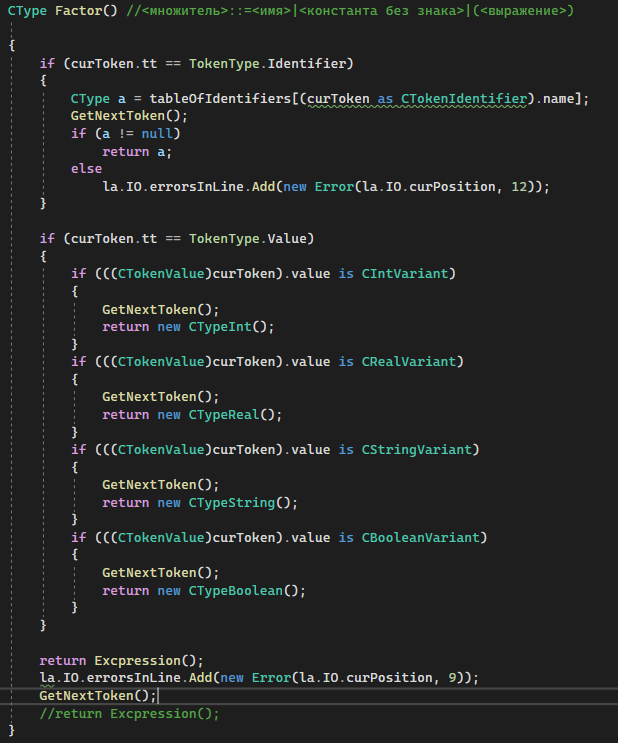 CType Factor() //<множитель>::=<имя>|<константа без знака>|(<выражение>)
{
if (curToken.tt == TokenType.Identifier)
{
CType a = tableOfIdentifiers[(curToken as CTokenIdentifier).name];
GetNextToken();
if (a != null)
return a;
else
la.IO.errorsInLine.Add(new Error(la.IO.curPosition, 12));
}
if (curToken.tt == TokenType.Value)
{
if (((CTokenValue)curToken).value is CIntVariant)
{
GetNextToken();
return new CTypeInt();
}
if (((CTokenValue)curToken).value is CRealVariant)
{
GetNextToken();
return new CTypeReal();
}
if (((CTokenValue)curToken).value is CStringVariant)
{
GetNextToken();
return new CTypeString();
}
if (((CTokenValue)curToken).value is CBooleanVariant)
{
GetNextToken();
return new CTypeBoolean();
}
}
return Excpression();
la.IO.errorsInLine.Add(new Error(la.IO.curPosition, 9));
GetNextToken();
//return Excpression();
}